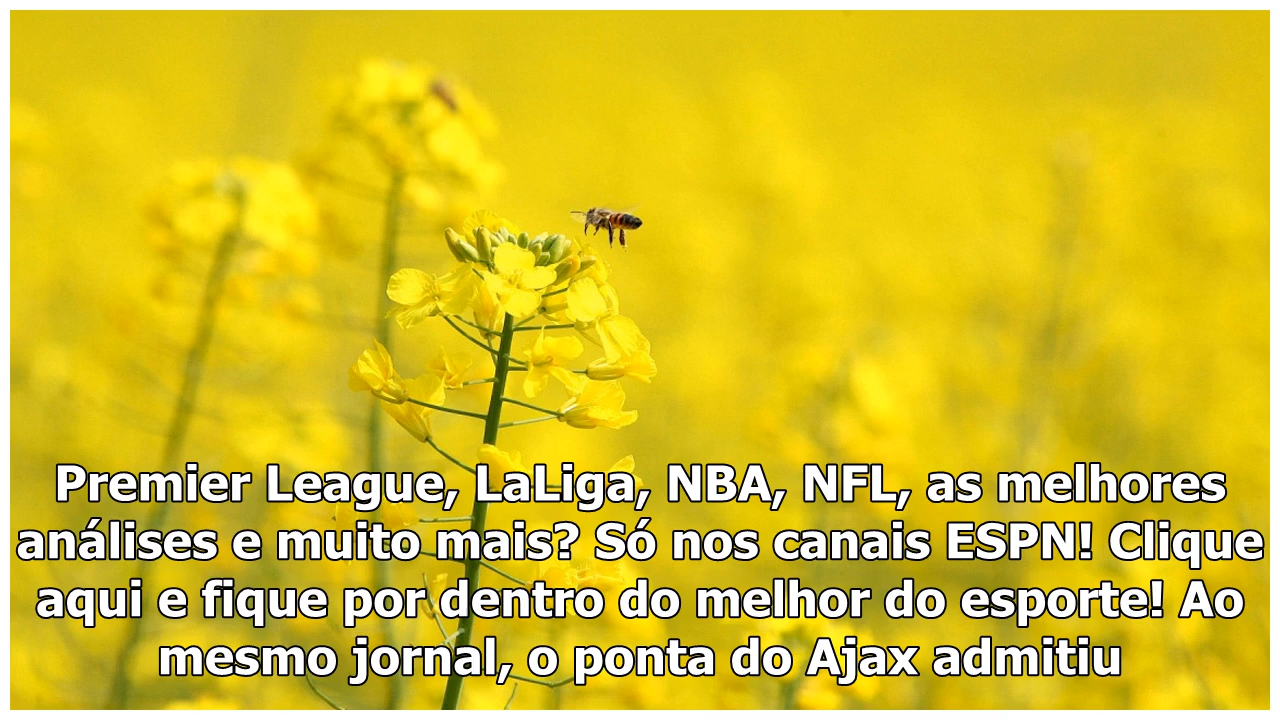 Premier League, LaLiga, NBA, NFL, as melhores
análises e muito mais? Só nos canais ESPN! Clique
aqui e fique por dentro do melhor do esporte! Ao
mesmo jornal, o ponta do Ajax admitiu